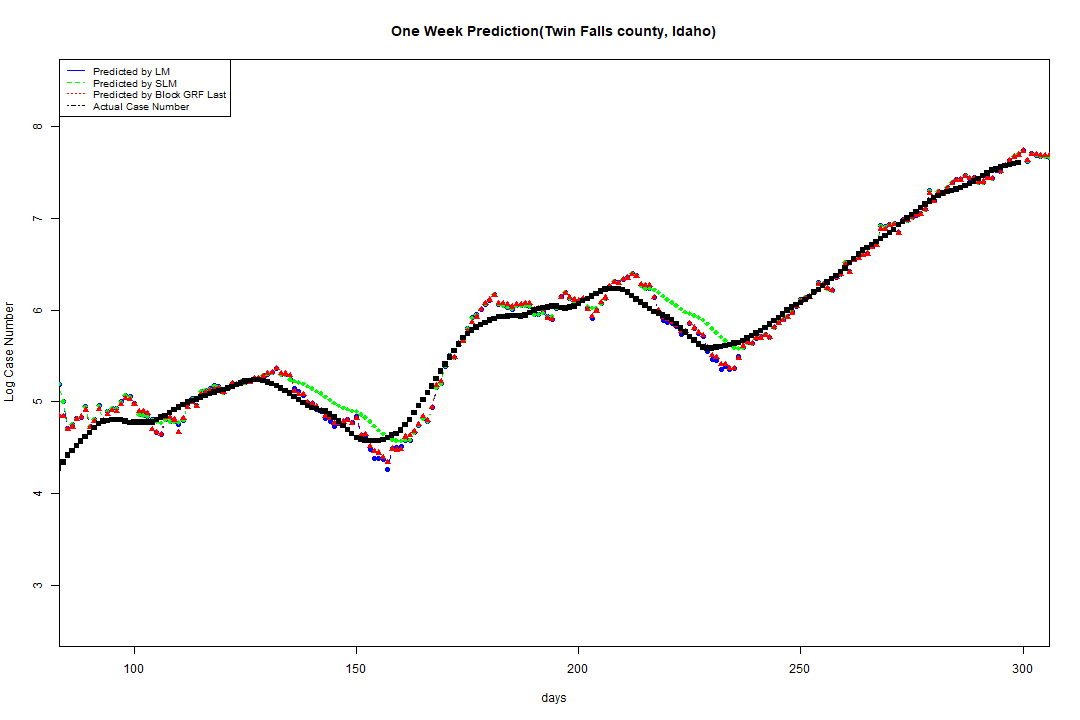 One Week Prediction(Twin Falls county, Idaho)
Predicted by LM
Predicted by SLM
Predicted by Block GRF Last
Actual Case Number
Log Case Number
8
7
6
5
4
3
100 150 200 250 300
days